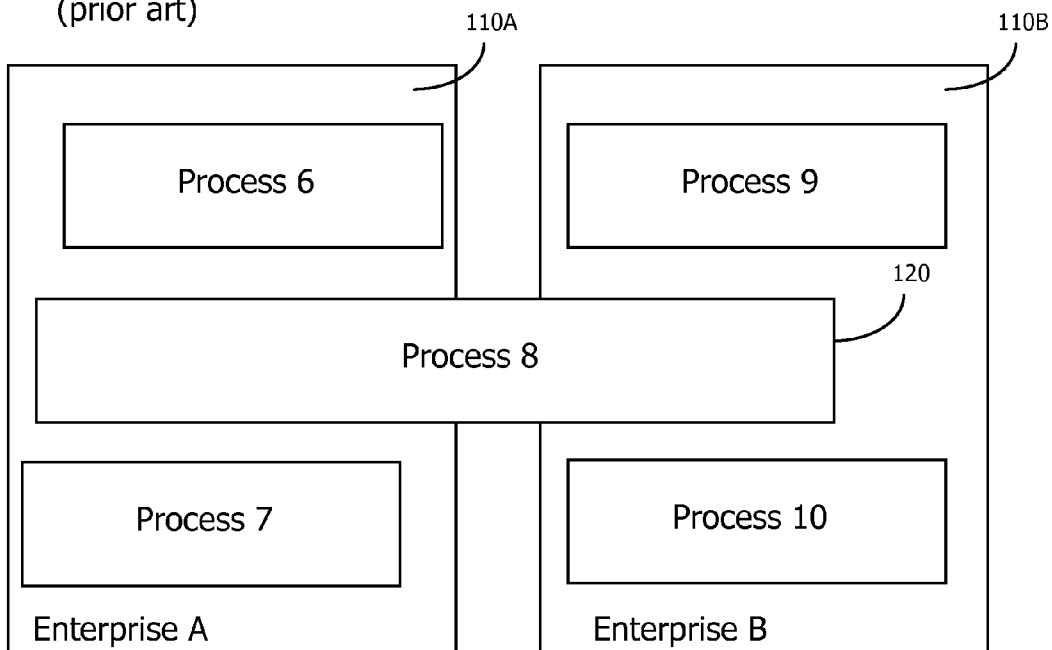 (prior art)
110A
110B
Process 6
Process 9
120
Process 8
Process 7
Process 10
Enterprise A
Enterprise B